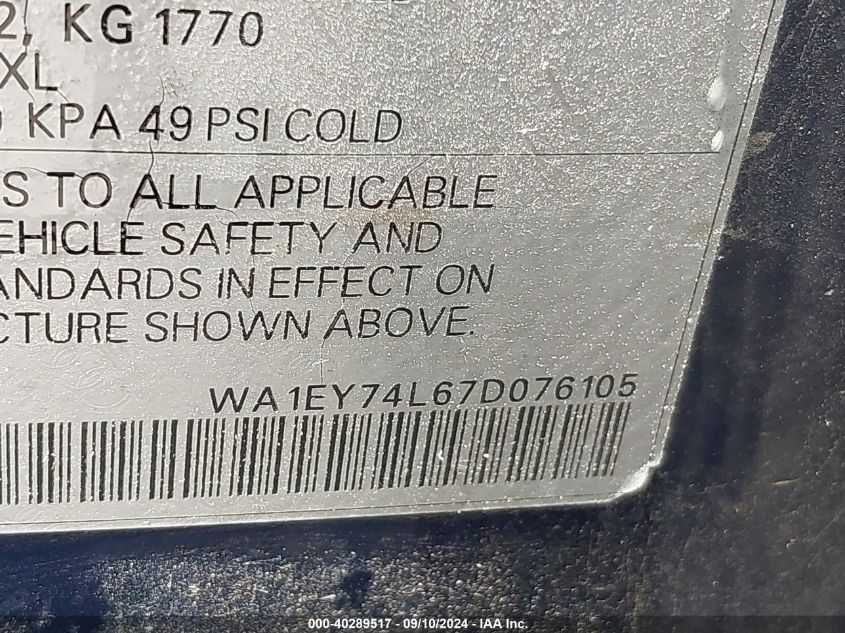 2, KG 1770
XL
KPA 49 PSI COLD
S TO ALL APPLICABLE
EHICLE SAFETY AND
ANDARDS IN EFFECT ON
CTURE SHOWN ABOVE.
WA1EY74L67D076105
000-40289517 - 09/10/2024 - IAA Inc.